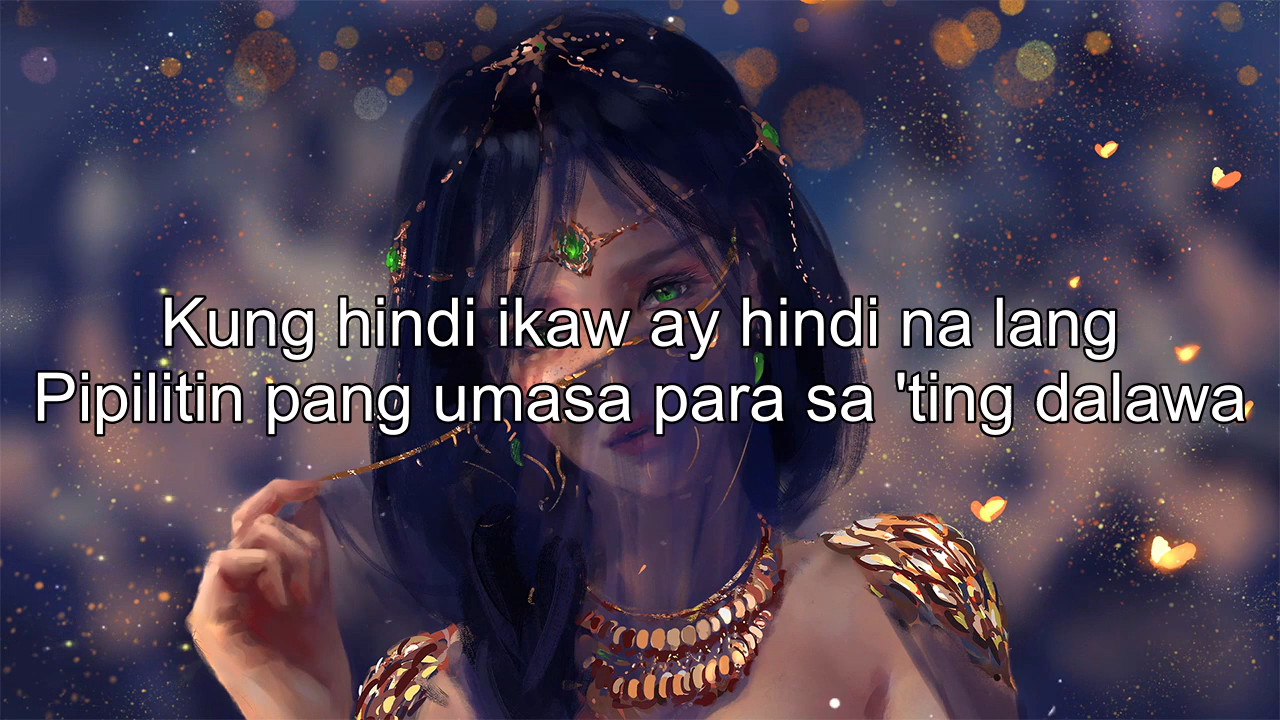 Kung hindi ikaw ay hindi na lang
Pipilitin pang umasa para sa 'ting dalawa